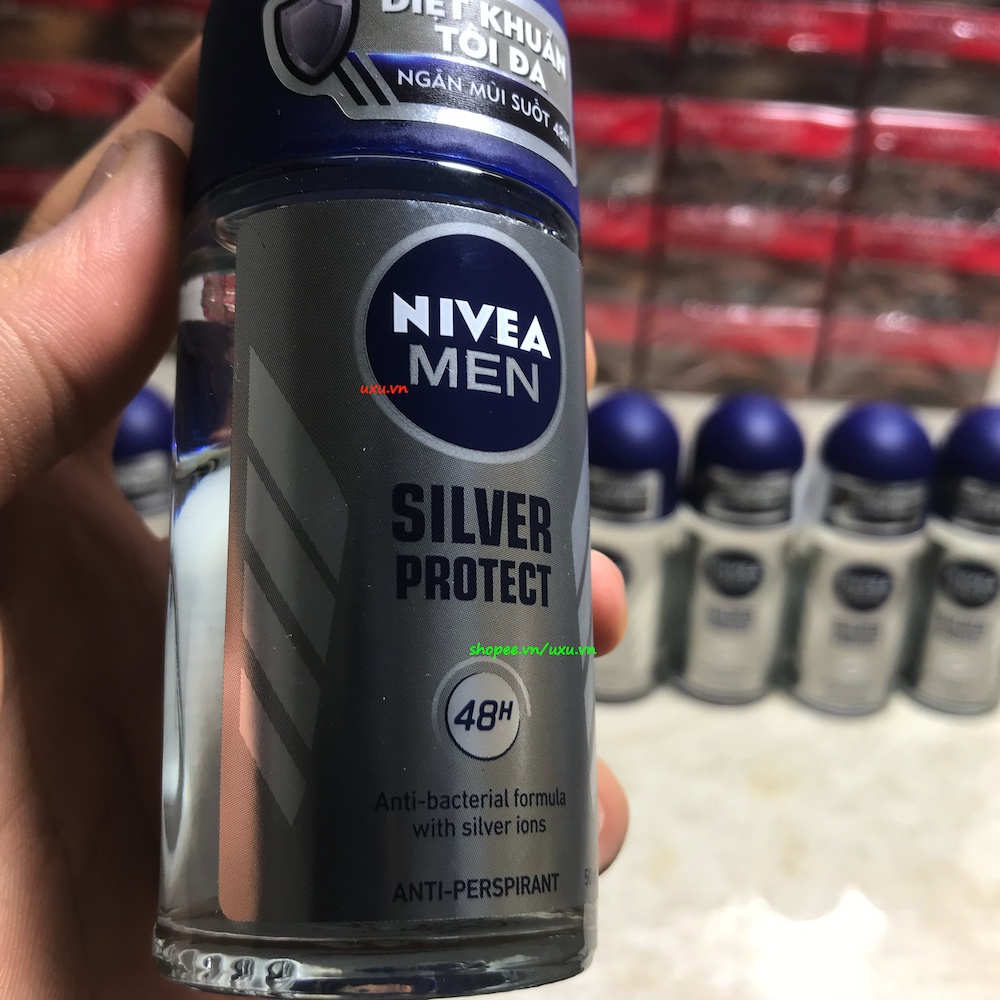 DIỆT KHUẨN
TỐI ĐA
NGĂN MÙI SUỐT 48H
NIVEA
MEN
uxu.vn
SILVER
PROTECT
shopee.vn/uxu.vn
48H
Anti-bacterial formula
with silver ions
ANTI-PERSPIRANT